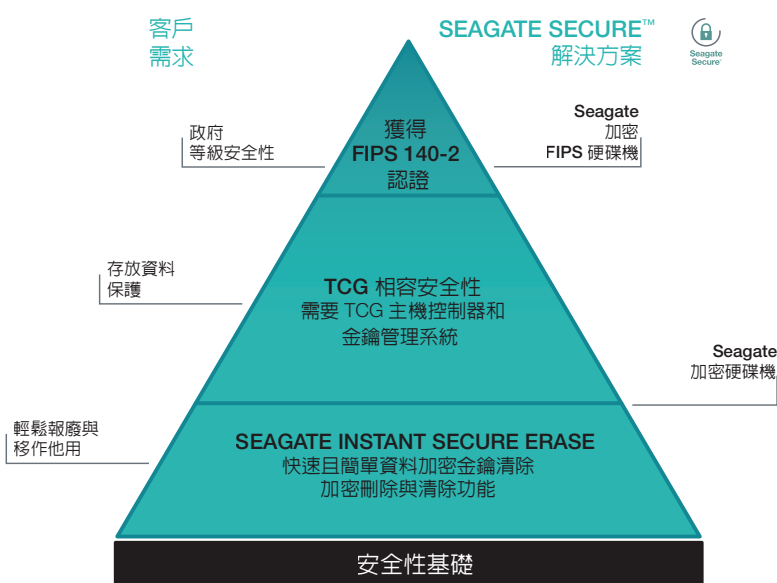 客戶
需求
SEAGATE SECURE™
解決方案
Seagate
Secure®
政府
等級安全性
獲得
FIPS 140-2
認證
Seagate
加密
FIPS 硬碟機
存放資料
保護
TCG 相容安全性
需要 TCG 主機控制器和
金鑰管理系統
Seagate
加密硬碟機
輕鬆報廢與
移作他用
SEAGATE INSTANT SECURE ERASE
快速且簡單資料加密金鑰清除
加密刪除與清除功能
安全性基礎